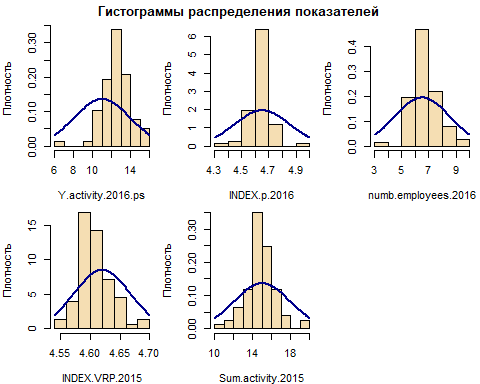 Гистограммы распределения показателей
Плотность
0.00 0.10 0.20 0.30
6 8 10 14
Y.activity.2016.ps
Плотность
0 1 2 3 4 5 6
4.3 4.5 4.7 4.9
INDEX.p.2016
Плотность
0.0 0.1 0.2 0.3 0.4
3 5 7 9
numb.employees.2016
Плотность
0 5 10 15
4.55 4.60 4.65 4.70
INDEX.VRP.2015
Плотность
0.00 0.10 0.20 0.30
10 14 18
Sum.activity.2015